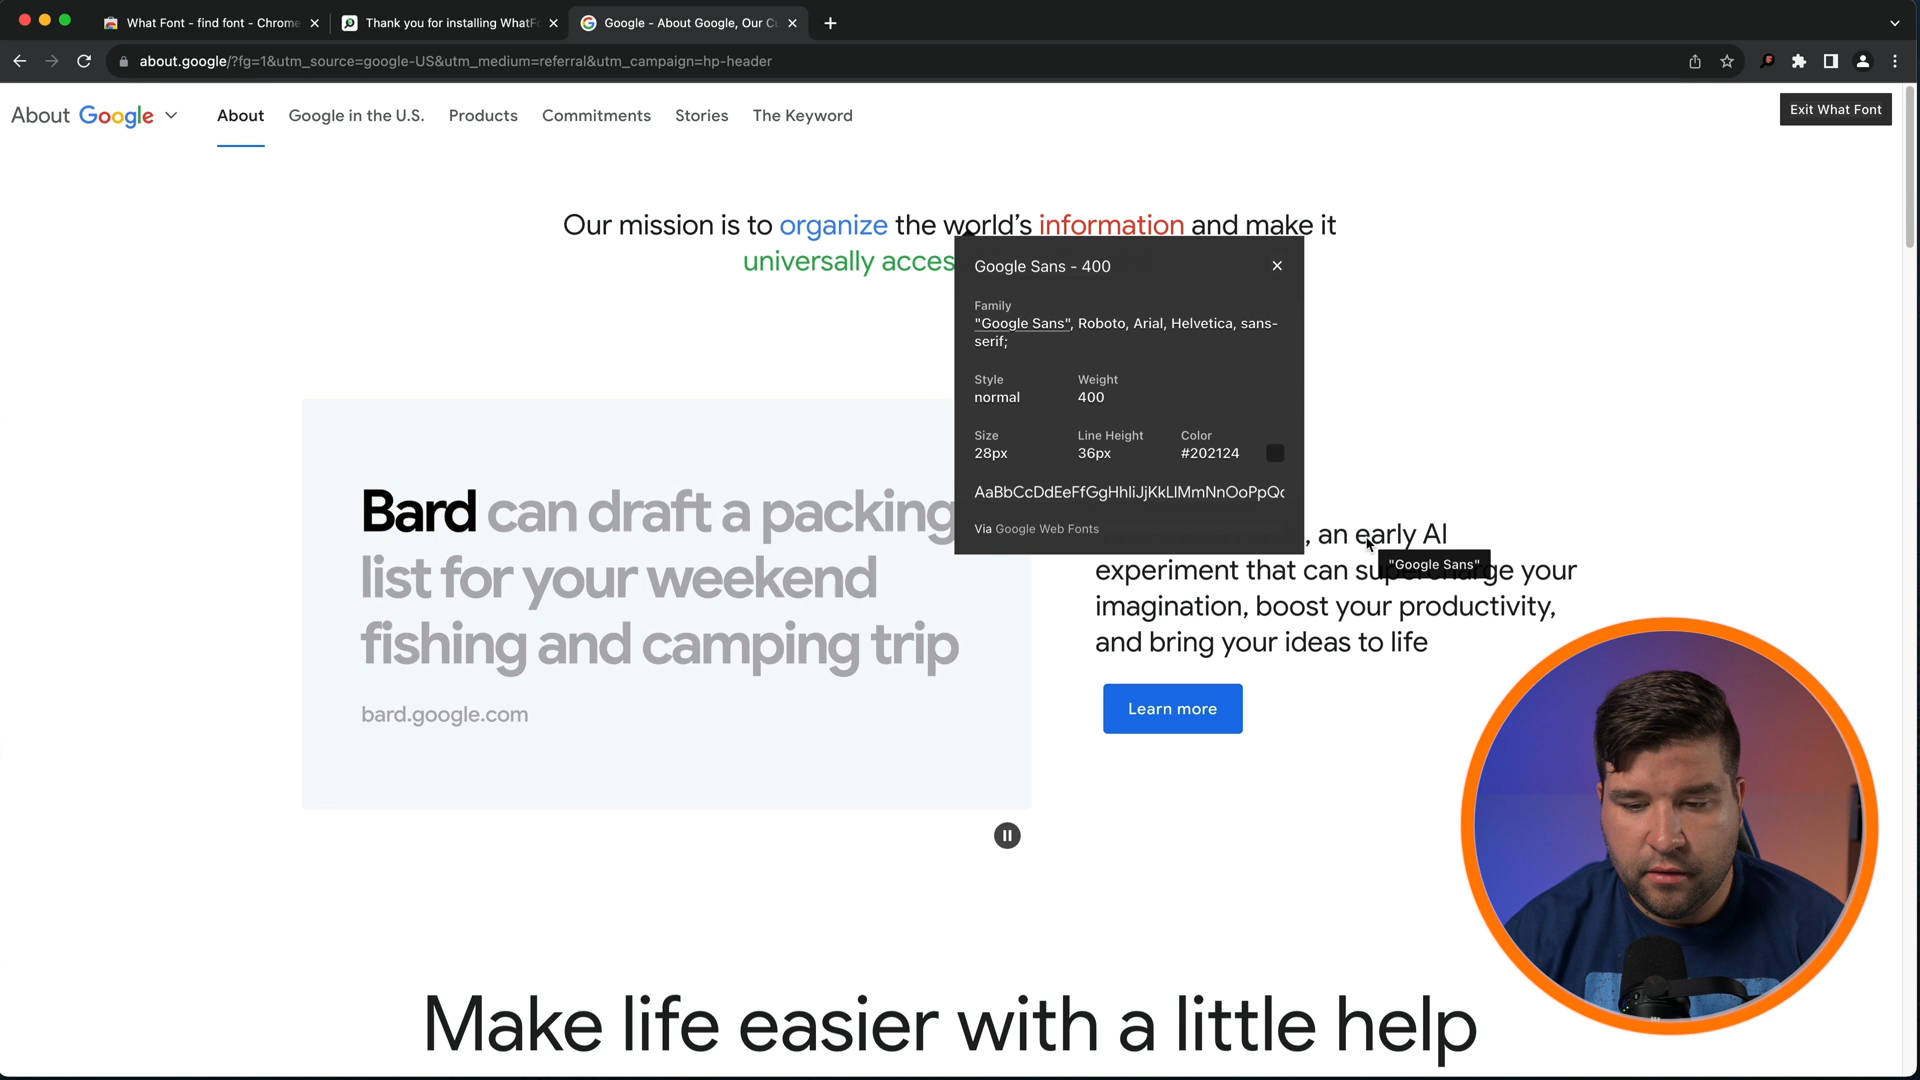 What Font - find font - Chrome
Thank you for installing WhatF
Google - About Google, Our Cu
about.google/?fg=1&utm_source=google-US&utm_medium=referral&utm_campaign=hp-header
About Google
About
Google in the U.S.
Products
Commitments
Stories
The Keyword
Exit What Font
Our mission is to organize the world's information and make it
universally acces
Google Sans - 400
Family
"Google Sans", Roboto, Arial, Helvetica, sans-
serif;
Style
normal
Weight
400
Size
28px
Line Height
36px
Color
#202124
AaBbCcDdEeFfGgHhIiJjKkLlMmNnOoPpQ
Via Google Web Fonts
Bard can draft a packing
list for your weekend
fishing and camping trip
bard.google.com
, an early AI
"Google Sans"
experiment that can supercharge your
imagination, boost your productivity,
and bring your ideas to life
Learn more
Make life easier with a little help